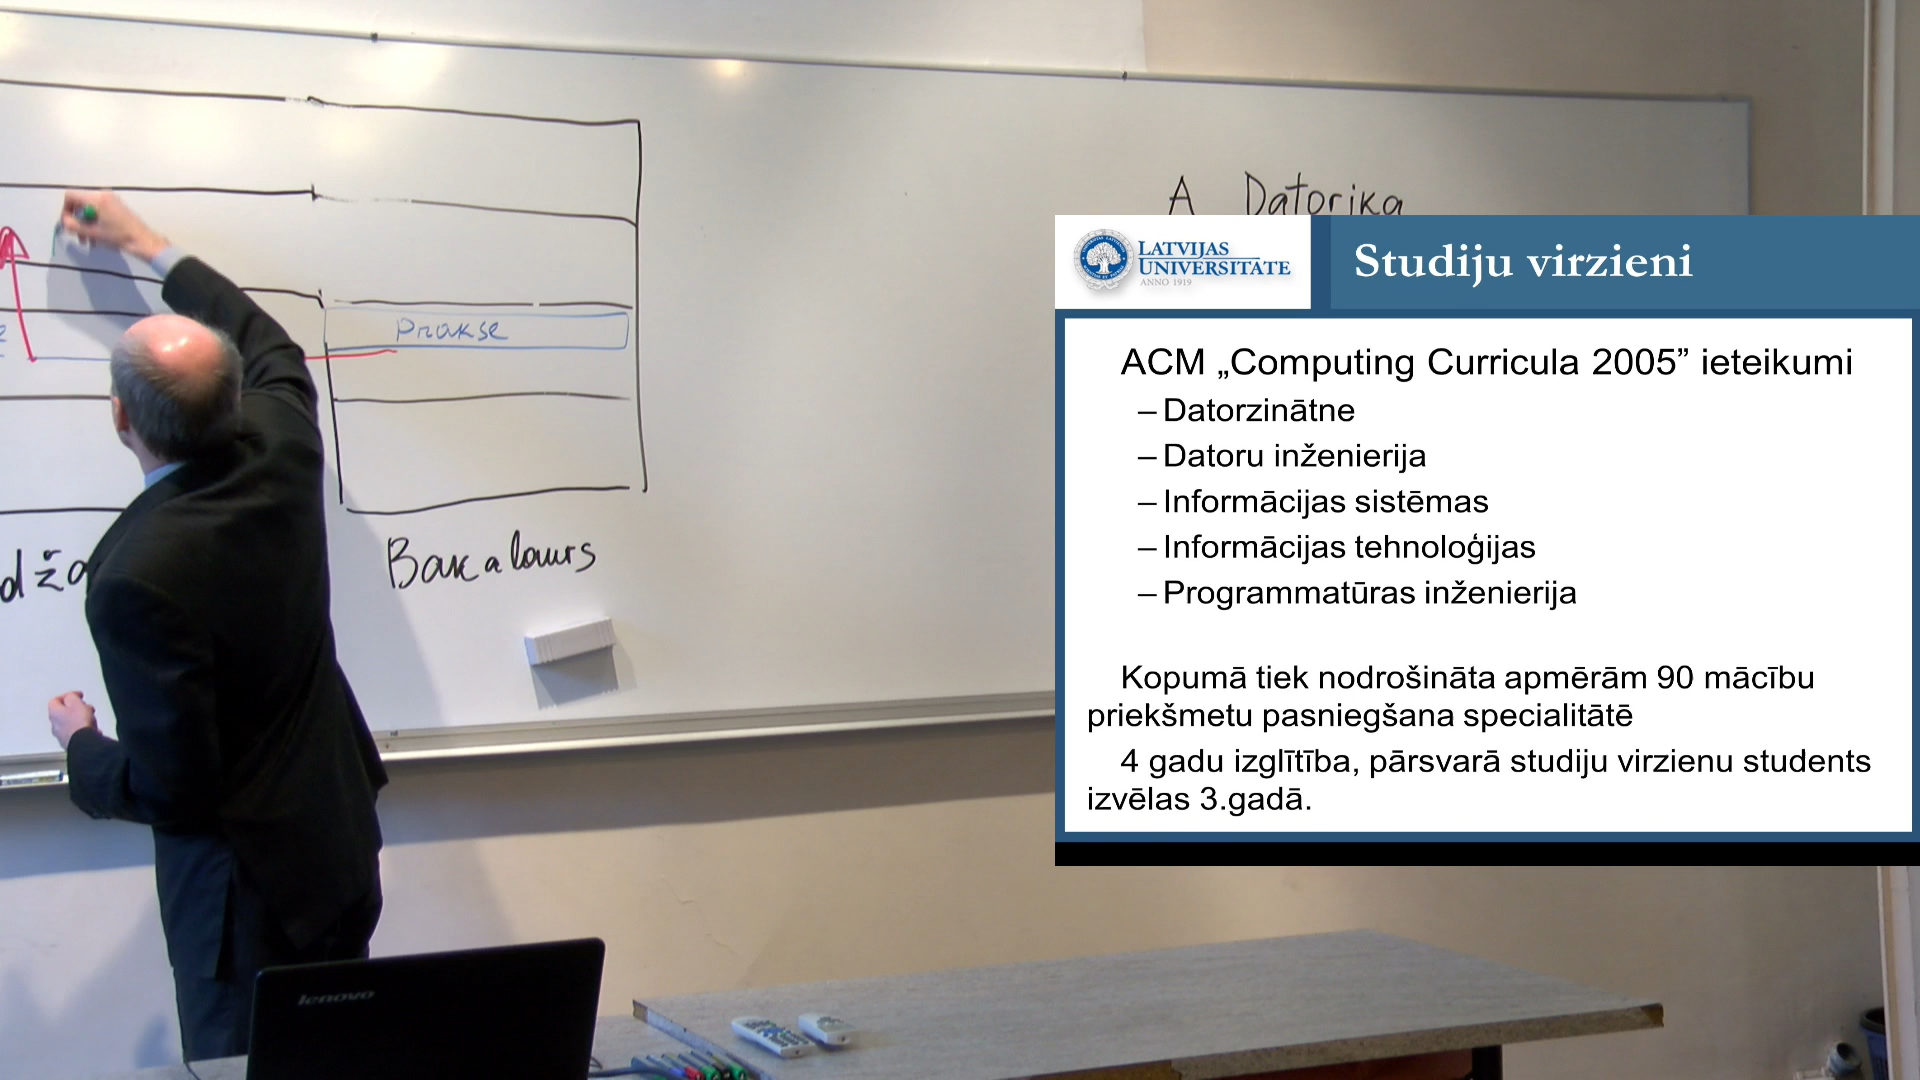 A Datorika
Prakse
Bakalaurs
lenovo
LATVIJAS
UNIVERSITATE
ANNO 1919
Studiju virzieni
ACM „Computing Curricula 2005” ieteikumi
– Datorzinātne
– Datoru inženierija
– Informācijas sistēmas
– Informācijas tehnoloģijas
– Programmatūras inženierija
Kopumā tiek nodrošināta apmērām 90 mācību
priekšmetu pasniegšana specialitātē
4 gadu izglītība, pārsvarā studiju virzienu students
izvēlas 3.gadā.